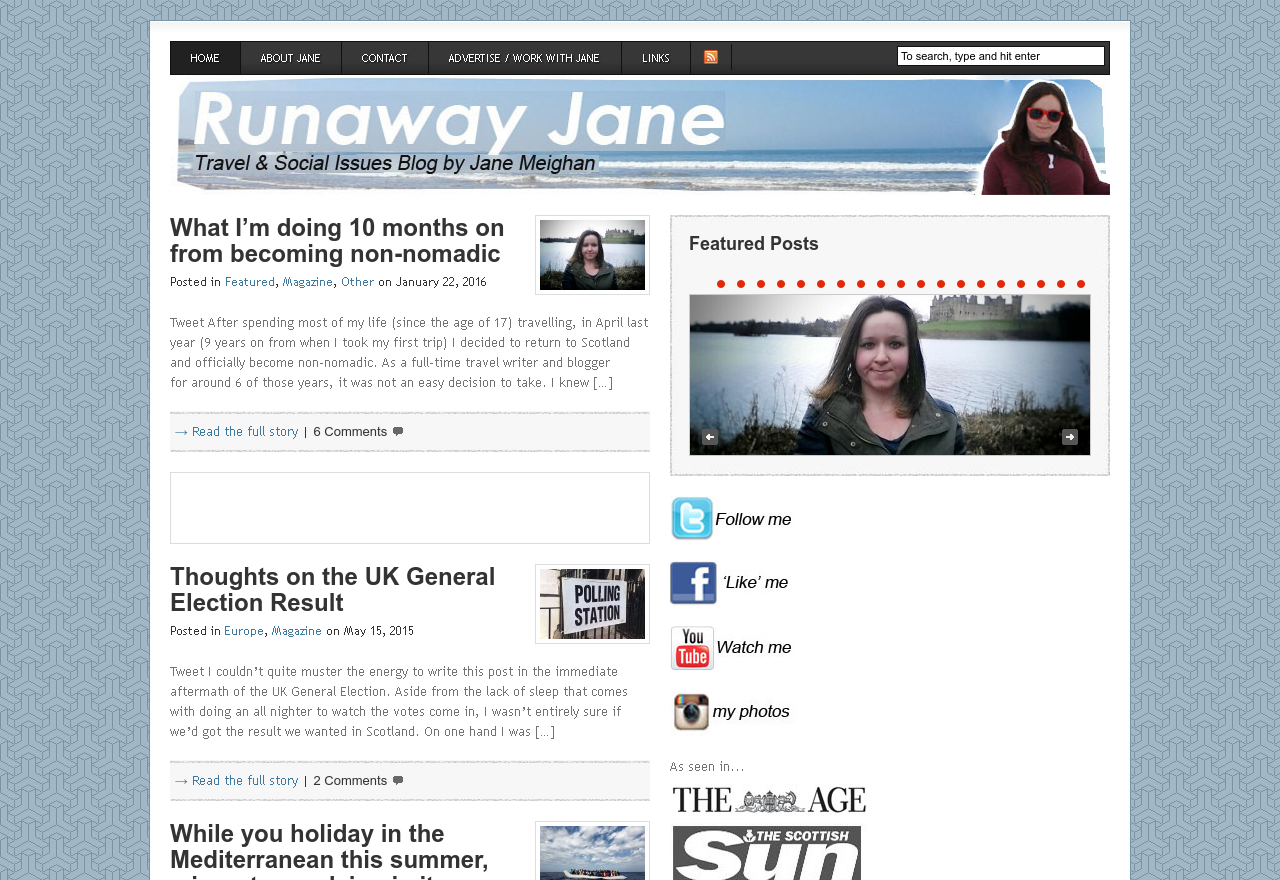 HOME
ABOUT JANE
CONTACT
ADVERTISE / WORK WITH JANE
LINKS
To search, type and hit enter
Runaway Jane
Travel & Social Issues Blog by Jane Meighan
What I’m doing 10 months on
from becoming non-nomadic
Posted in Featured, Magazine, Other on January 22, 2016
Tweet After spending most of my life (since the age of 17) travelling, in April last
year (9 years on from when I took my first trip) I decided to return to Scotland
and officially become non-nomadic. As a full-time travel writer and blogger
for around 6 of those years, it was not an easy decision to take. I knew [...]
→ Read the full story | 6 Comments
Thoughts on the UK General
Election Result
Posted in Europe, Magazine on May 15, 2015
POLLING
STATION
Tweet I couldn’t quite muster the energy to write this post in the immediate
aftermath of the UK General Election. Aside from the lack of sleep that comes
with doing an all nighter to watch the votes come in, I wasn’t entirely sure if
we’d got the result we wanted in Scotland. On one hand I was [...]
→ Read the full story | 2 Comments
While you holiday in the
Mediterranean this summer,
Featured Posts
Follow me
‘Like’ me
You
Tube
Watch me
my photos
As seen in...
THE AGE
THE SCOTTISH
Sun